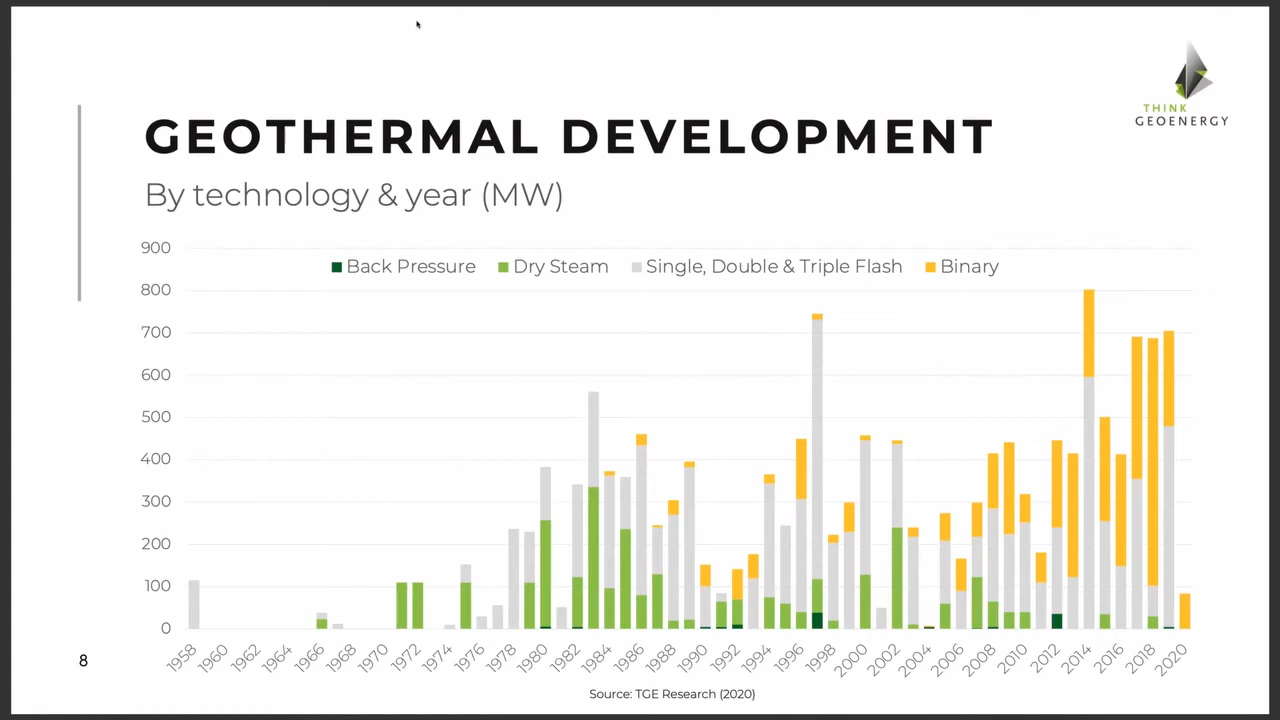 THINK
GEOENERGY
GEOTHERMAL DEVELOPMENT
By technology & year (MW)
Back Pressure Dry Steam Single, Double & Triple Flash Binary
900
800
700
600
500
400
300
200
100
0
1958 1960 1962 1964 1966 1968 1970 1972 1974 1976 1978 1980 1982 1984 1986 1988 1990 1992 1994 1996 1998 2000 2002 2004 2006 2008 2010 2012 2014 2016 2018 2020
8
Source: TGE Research (2020)